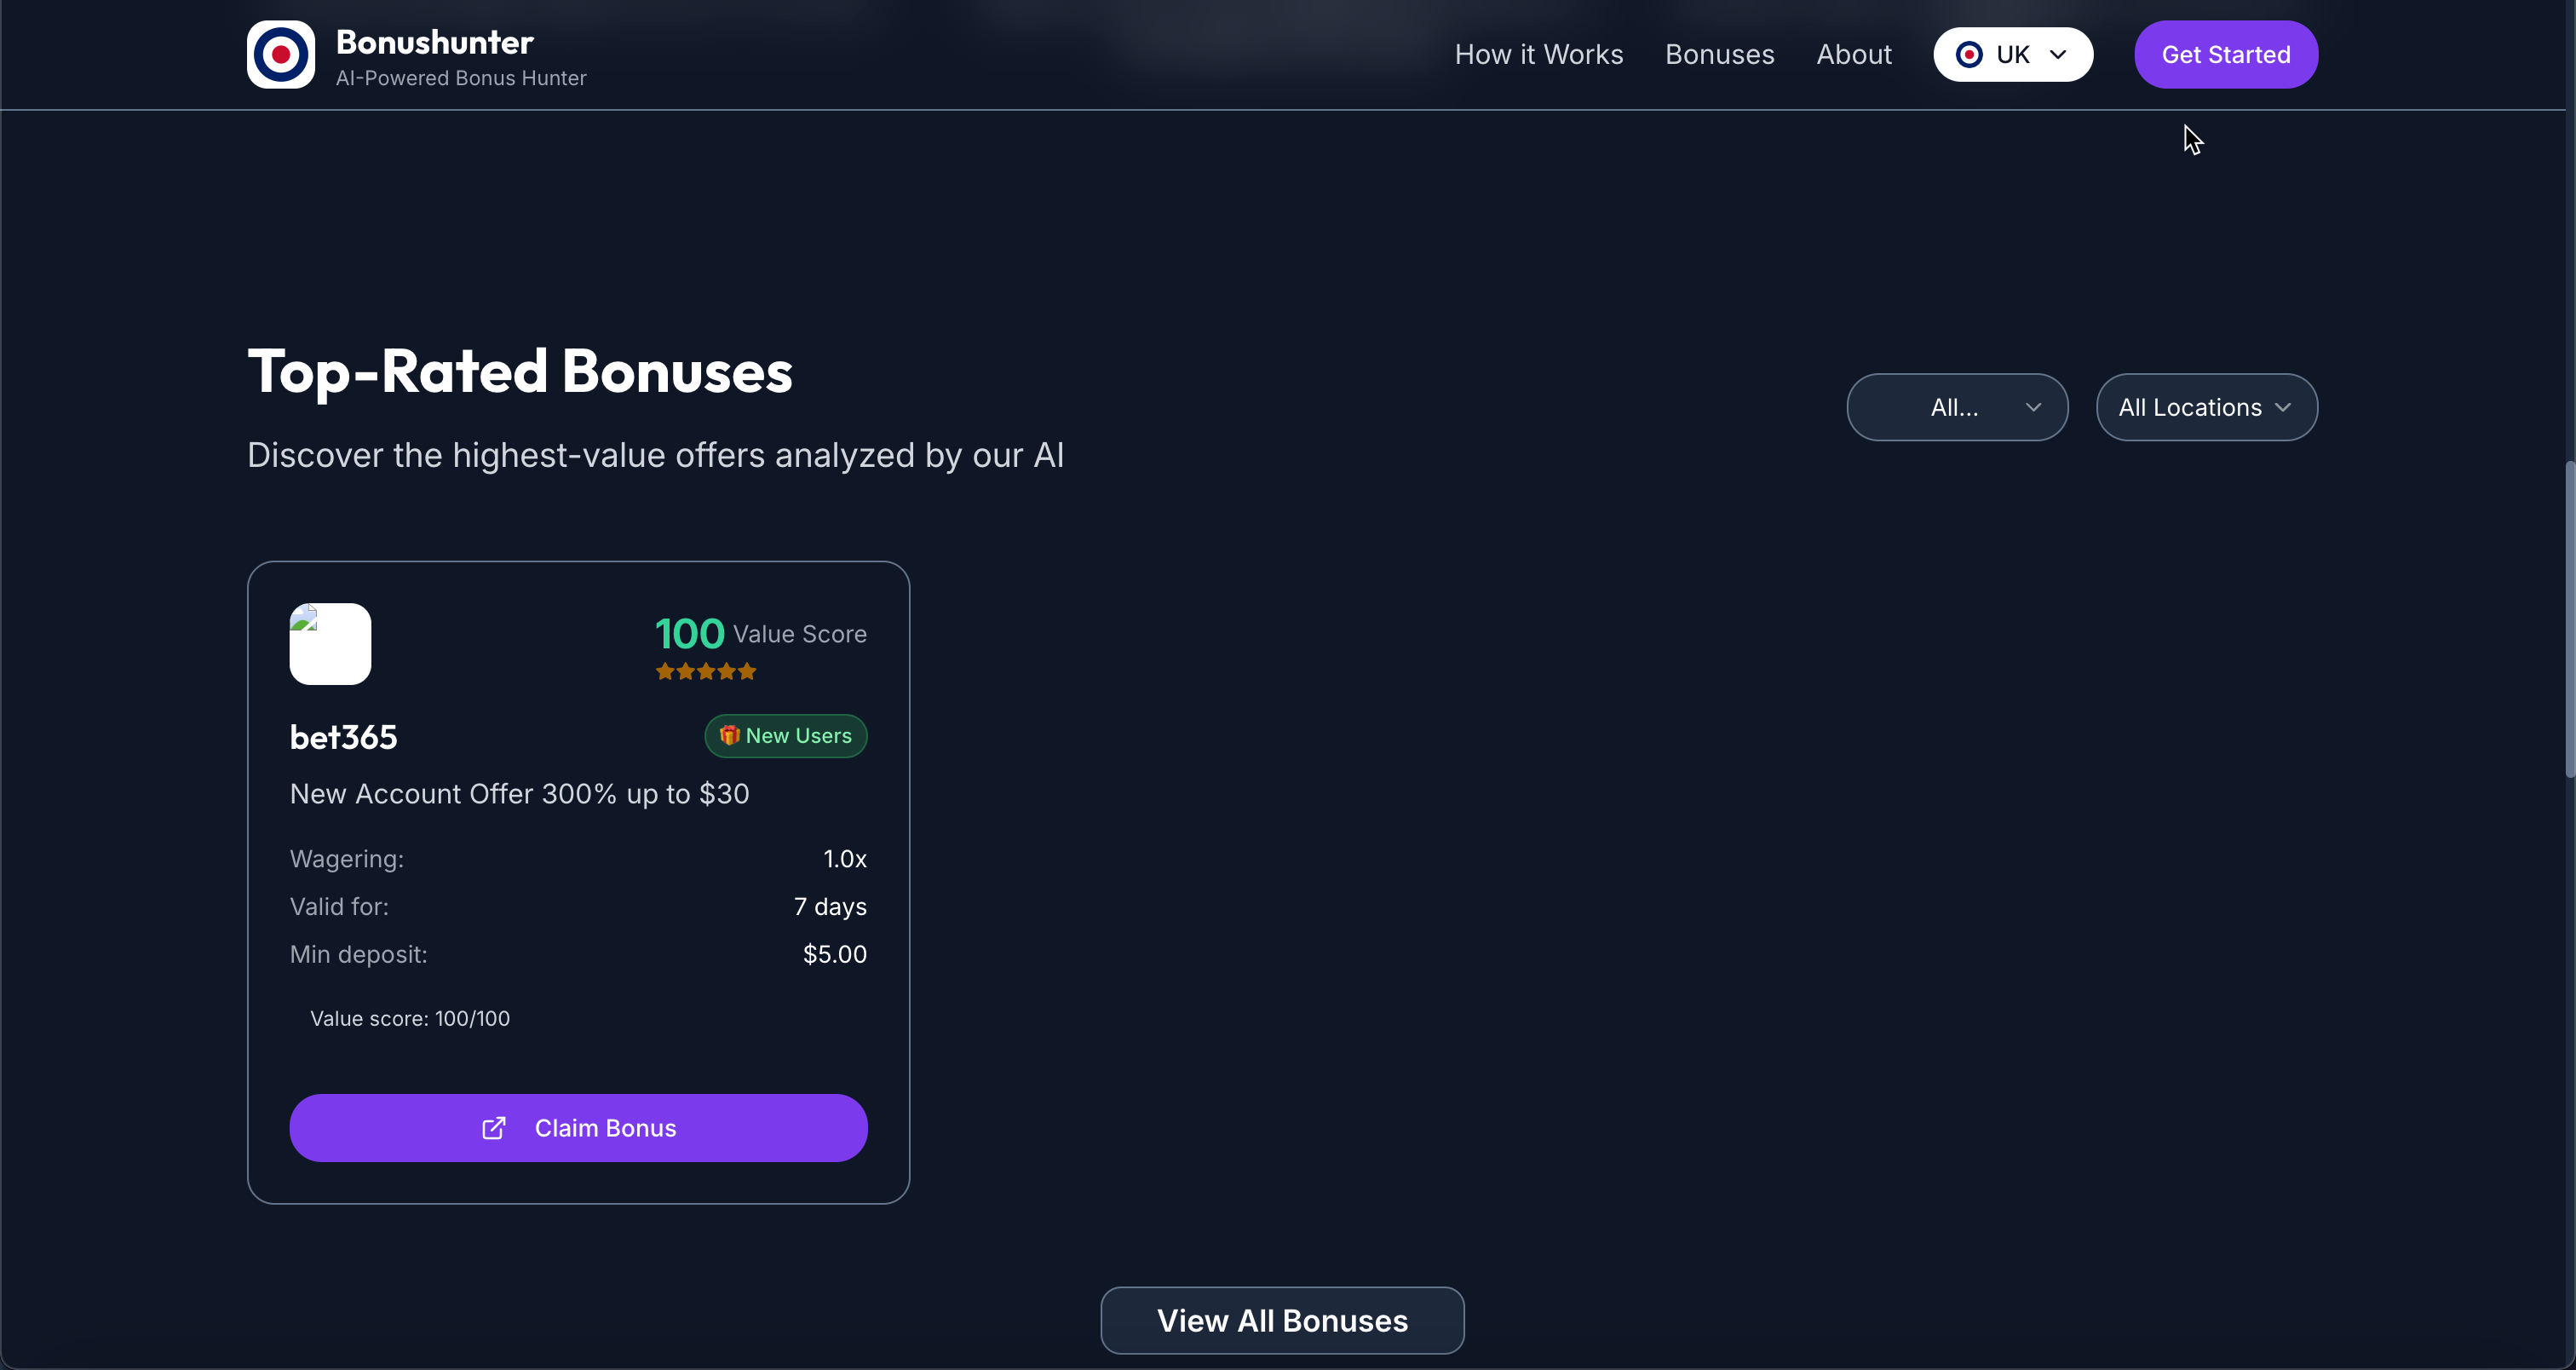 Bonushunter
AI-Powered Bonus Hunter
How it Works
Bonuses
About
UK
Get Started
Top-Rated Bonuses
Discover the highest-value offers analyzed by our AI
All...
All Locations
100 Value Score
bet365
New Users
New Account Offer 300% up to $30
Wagering: 1.0x
Valid for: 7 days
Min deposit: $5.00
Value score: 100/100
Claim Bonus
View All Bonuses